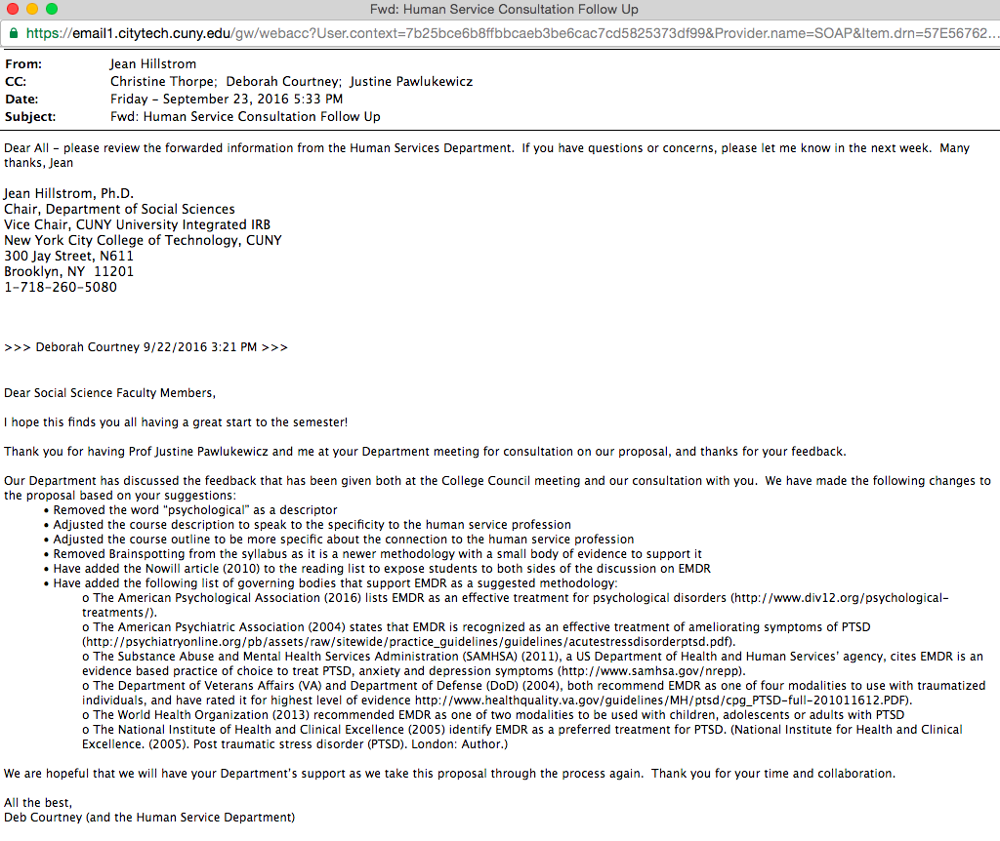 Fwd: Human Service Consultation Follow Up
https://email1.citytech.cuny.edu/gw/webacc?User.context=7b25bce6b8ffbbcaeb3be6cac7cd5825373df99&Provider.name=SOAP&Item.drn=57E56762...
From: Jean Hillstrom
CC: Christine Thorpe; Deborah Courtney; Justine Pawlukewicz
Date: Friday - September 23, 2016 5:33 PM
Subject: Fwd: Human Service Consultation Follow Up
Dear All - please review the forwarded information from the Human Services Department. If you have questions or concerns, please let me know in the next week. Many
thanks, Jean
Jean Hillstrom, Ph.D.
Chair, Department of Social Sciences
Vice Chair, CUNY University Integrated IRB
New York City College of Technology, CUNY
300 Jay Street, N611
Brooklyn, NY 11201
1-718-260-5080
>>> Deborah Courtney 9/22/2016 3:21 PM >>>
Dear Social Science Faculty Members,
I hope this finds you all having a great start to the semester!
Thank you for having Prof Justine Pawlukewicz and me at your Department meeting for consultation on our proposal, and thanks for your feedback.
Our Department has discussed the feedback that has been given both at the College Council meeting and our consultation with you. We have made the following changes to
the proposal based on your suggestions:
• Removed the word "psychological" as a descriptor
• Adjusted the course description to speak to the specificity to the human service profession
• Adjusted the course outline to be more specific about the connection to the human service profession
• Removed Brainspotting from the syllabus as it is a newer methodology with a small body of evidence to support it
• Have added the Nowill article (2010) to the reading list to expose students to both sides of the discussion on EMDR
• Have added the following list of governing bodies that support EMDR as a suggested methodology:
o The American Psychological Association (2016) lists EMDR as an effective treatment for psychological disorders (http://www.div12.org/psychological-
treatments/).
o The American Psychiatric Association (2004) states that EMDR is recognized as an effective treatment of ameliorating symptoms of PTSD
(http://psychiatryonline.org/pb/assets/raw/sitewide/practice_guidelines/guidelines/acutestressdisorderptsd.pdf).
o The Substance Abuse and Mental Health Services Administration (SAMHSA) (2011), a US Department of Health and Human Services' agency, cites EMDR is an
evidence based practice of choice to treat PTSD, anxiety and depression symptoms (http://www.samhsa.gov/nrepp).
o The Department of Veterans Affairs (VA) and Department of Defense (DoD) (2004), both recommend EMDR as one of four modalities to use with traumatized
individuals, and have rated it for highest level of evidence http://www.healthquality.va.gov/guidelines/MH/ptsd/cpg_PTSD-full-201011612.PDF).
o The World Health Organization (2013) recommended EMDR as one of two modalities to be used with children, adolescents or adults with PTSD
o The National Institute of Health and Clinical Excellence (2005) identify EMDR as a preferred treatment for PTSD. (National Institute for Health and Clinical
Excellence. (2005). Post traumatic stress disorder (PTSD). London: Author.)
We are hopeful that we will have your Department's support as we take this proposal through the process again. Thank you for your time and collaboration.
All the best,
Deb Courtney (and the Human Service Department)